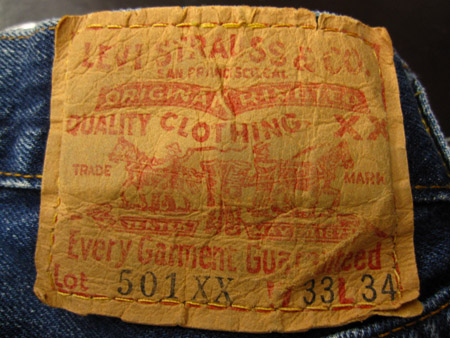 LEVI STRAUSS & CO.
SAN FRANCISCO, CAL.
ORIGINAL RIVETED
QUALITY CLOTHING XX
TRADE MARK
Every Garment Guaranteed
Lot 501 XX W 33 L 34